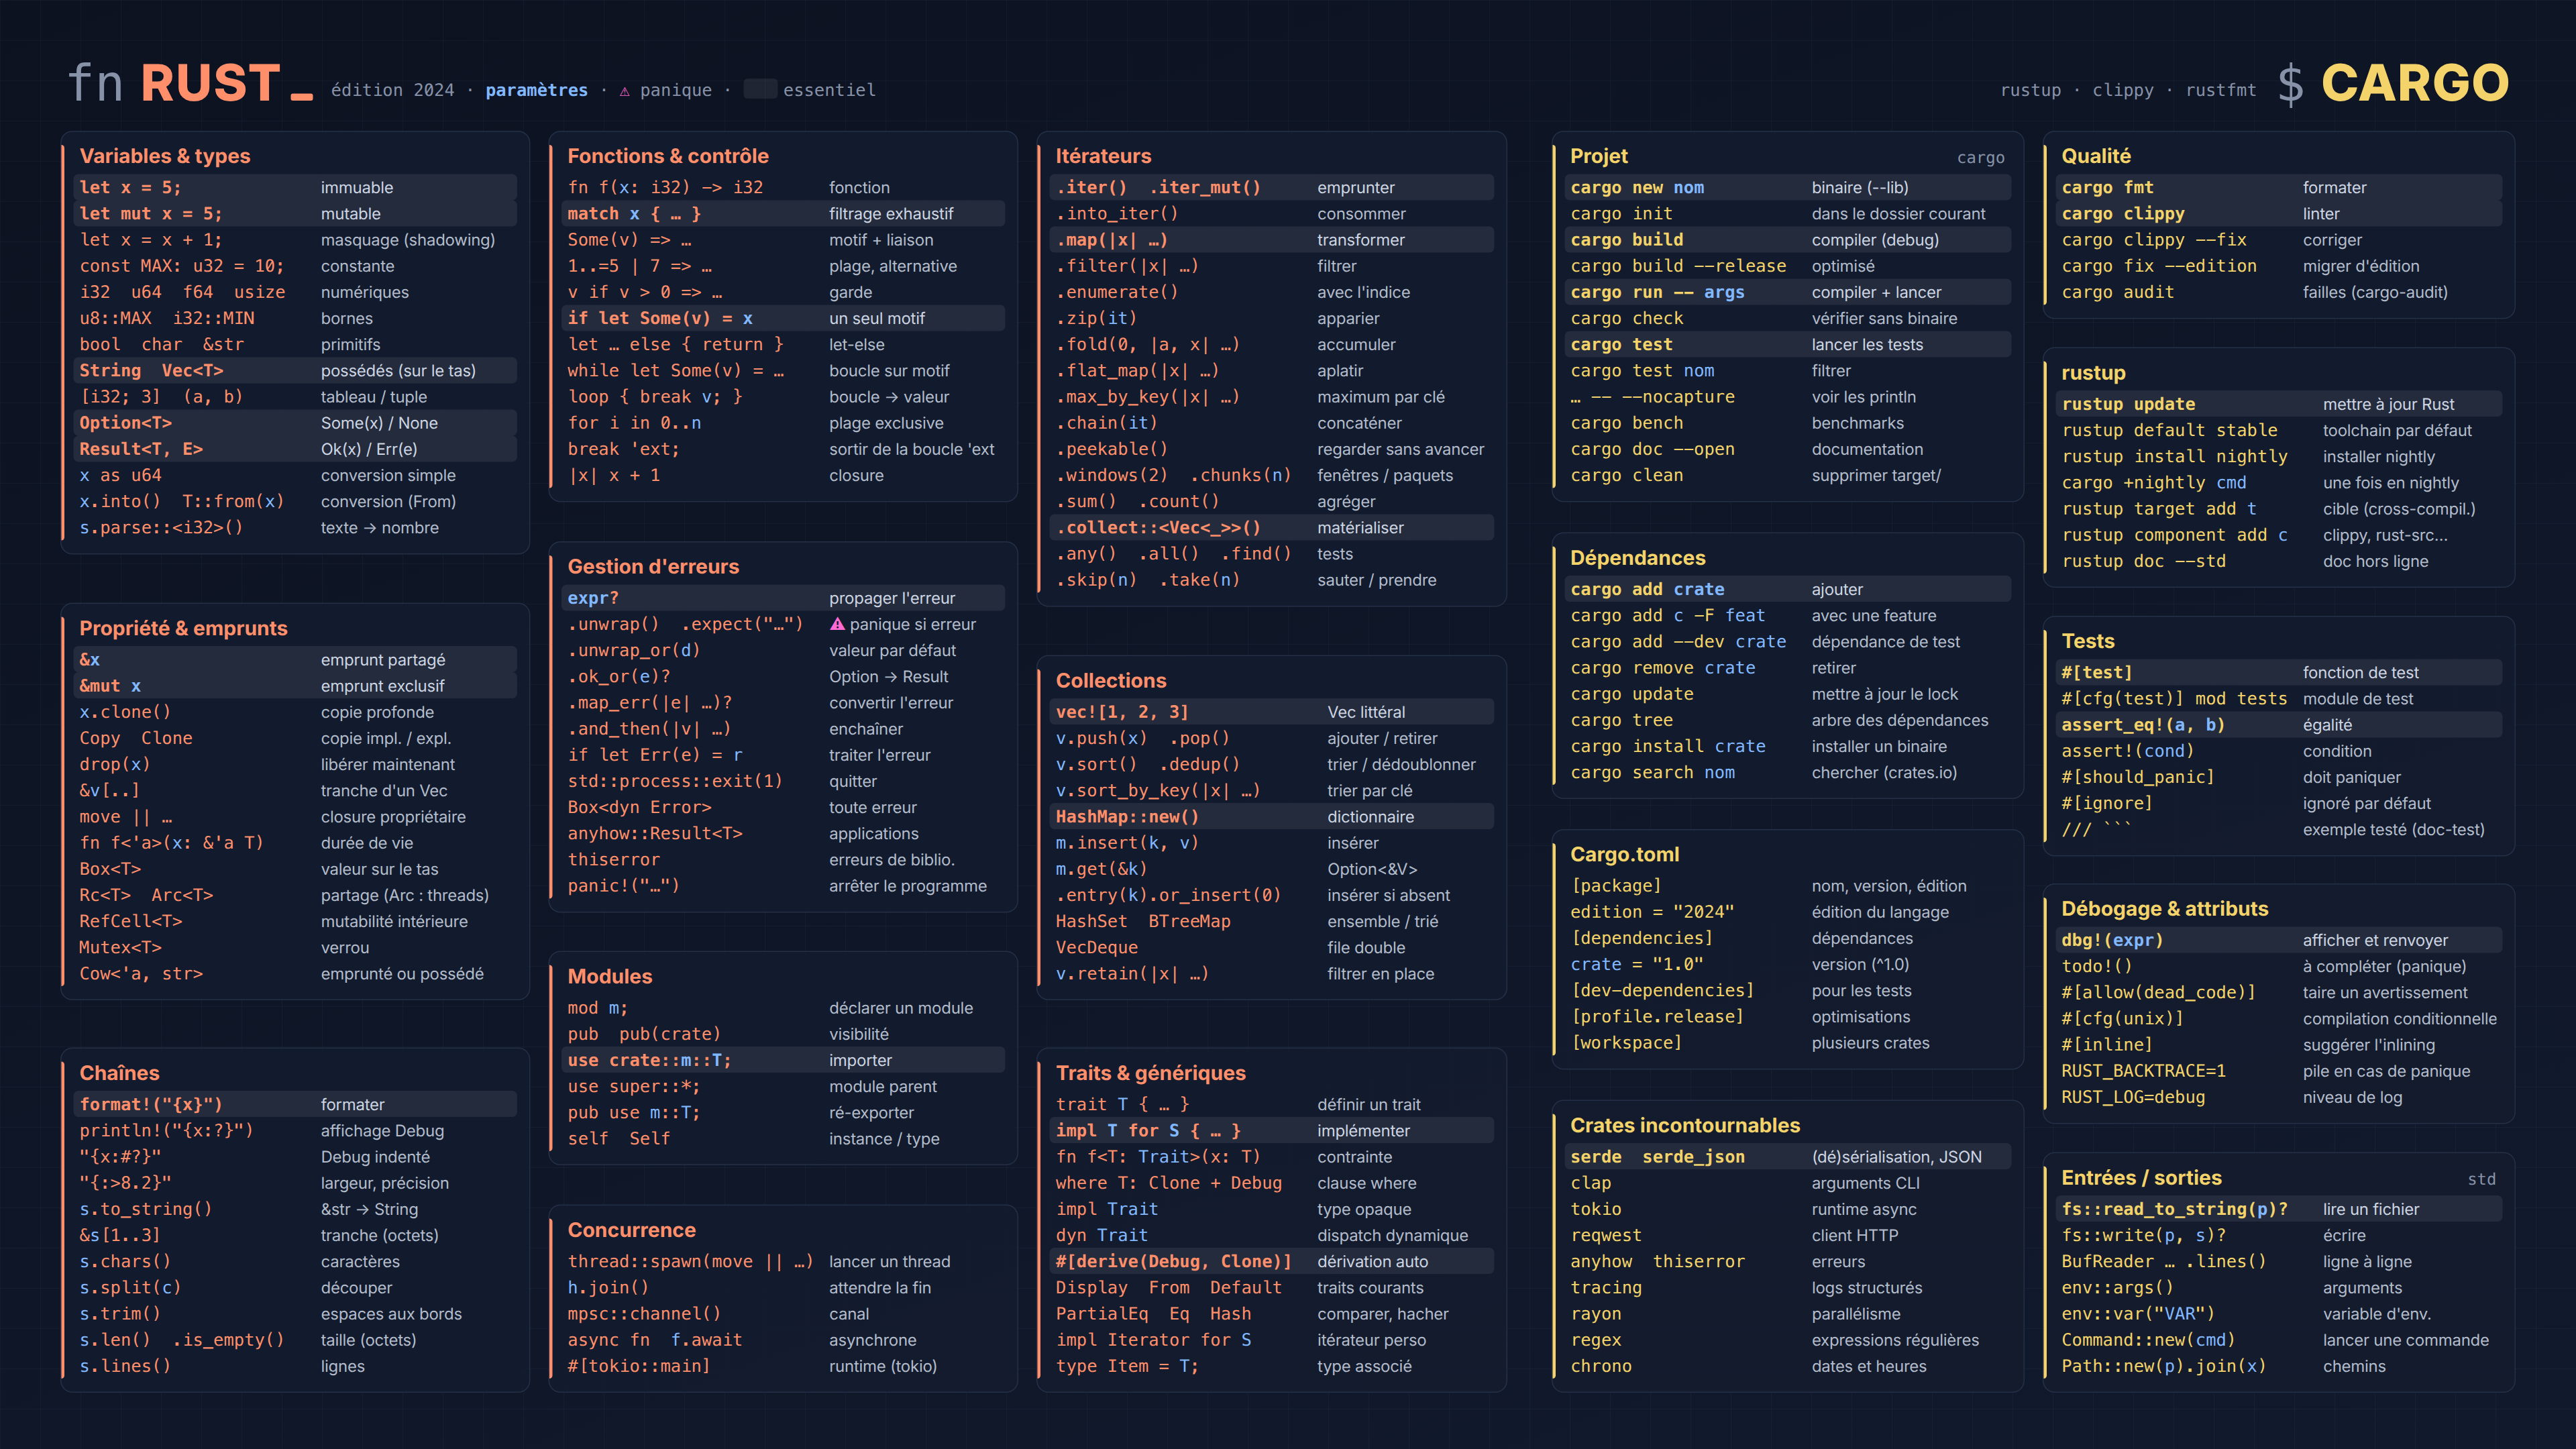 fn RUST_ édition 2024 · paramètres · ⚠ panique · essentiel
rustup · clippy · rustfmt $ CARGO
Variables & types
let x = 5; immuable
let mut x = 5; mutable
let x = x + 1; masquage (shadowing)
const MAX: u32 = 10; constante
i32 u64 f64 usize numériques
u8::MAX i32::MIN bornes
bool char &str primitifs
String Vec<T> possédés (sur le tas)
[i32; 3] (a, b) tableau / tuple
Option<T> Some(x) / None
Result<T, E> Ok(x) / Err(e)
x as u64 conversion simple
x.into() T::from(x) conversion (From)
s.parse::<i32>() texte → nombre
Propriété & emprunts
&x emprunt partagé
&mut x emprunt exclusif
x.clone() copie profonde
Copy Clone copie impl. / expl.
drop(x) libérer maintenant
&v[..] tranche d'un Vec
move || … closure propriétaire
fn f<'a>(x: &'a T) durée de vie
Box<T> valeur sur le tas
Rc<T> Arc<T> partage (Arc : threads)
RefCell<T> mutabilité intérieure
Mutex<T> verrou
Cow<'a, str> emprunté ou possédé
Chaînes
format!("{x}") formater
println!("{x:?}") affichage Debug
"{x:#?}" Debug indenté
"{:>8.2}" largeur, précision
s.to_string() &str → String
&s[1..3] tranche (octets)
s.chars() caractères
s.split(c) découper
s.trim() espaces aux bords
s.len() .is_empty() taille (octets)
s.lines() lignes
Fonctions & contrôle
fn f(x: i32) -> i32 fonction
match x { … } filtrage exhaustif
Some(v) => … motif + liaison
1..=5 | 7 => … plage, alternative
v if v > 0 => … garde
if let Some(v) = x un seul motif
let … else { return } let-else
while let Some(v) = … boucle sur motif
loop { break v; } boucle → valeur
for i in 0..n plage exclusive
break 'ext; sortir de la boucle 'ext
|x| x + 1 closure
Gestion d'erreurs
expr? propager l'erreur
.unwrap() .expect("…") ⚠ panique si erreur
.unwrap_or(d) valeur par défaut
.ok_or(e)? Option → Result
.map_err(|e| …)? convertir l'erreur
.and_then(|v| …) enchaîner
if let Err(e) = r traiter l'erreur
std::process::exit(1) quitter
Box<dyn Error> toute erreur
anyhow::Result<T> applications
thiserror erreurs de biblio.
panic!("…") arrêter le programme
Modules
mod m; déclarer un module
pub pub(crate) visibilité
use crate::m::T; importer
use super::*; module parent
pub use m::T; ré-exporter
self Self instance / type
Concurrence
thread::spawn(move || …) lancer un thread
h.join() attendre la fin
mpsc::channel() canal
async fn f.await asynchrone
#[tokio::main] runtime (tokio)
Itérateurs
.iter() .iter_mut() emprunter
.into_iter() consommer
.map(|x| …) transformer
.filter(|x| …) filtrer
.enumerate() avec l'indice
.zip(it) apparier
.fold(0, |a, x| …) accumuler
.flat_map(|x| …) aplatir
.max_by_key(|x| …) maximum par clé
.chain(it) concaténer
.peekable() regarder sans avancer
.windows(2) .chunks(n) fenêtres / paquets
.sum() .count() agréger
.collect::<Vec<_>>() matérialiser
.any() .all() .find() tests
.skip(n) .take(n) sauter / prendre
Collections
vec![1, 2, 3] Vec littéral
v.push(x) .pop() ajouter / retirer
v.sort() .dedup() trier / dédoublonner
v.sort_by_key(|x| …) trier par clé
HashMap::new() dictionnaire
m.insert(k, v) insérer
m.get(&k) Option<&V>
.entry(k).or_insert(0) insérer si absent
HashSet BTreeMap ensemble / trié
VecDeque file double
v.retain(|x| …) filtrer en place
Traits & génériques
trait T { … } définir un trait
impl T for S { … } implémenter
fn f<T: Trait>(x: T) contrainte
where T: Clone + Debug clause where
impl Trait type opaque
dyn Trait dispatch dynamique
#[derive(Debug, Clone)] dérivation auto
Display From Default traits courants
PartialEq Eq Hash comparer, hacher
impl Iterator for S itérateur perso
type Item = T; type associé
Projet cargo
cargo new nom binaire (--lib)
cargo init dans le dossier courant
cargo build compiler (debug)
cargo build --release optimisé
cargo run -- args compiler + lancer
cargo check vérifier sans binaire
cargo test lancer les tests
cargo test nom filtrer
… -- --nocapture voir les println
cargo bench benchmarks
cargo doc --open documentation
cargo clean supprimer target/
Dépendances
cargo add crate ajouter
cargo add c -F feat avec une feature
cargo add --dev crate dépendance de test
cargo remove crate retirer
cargo update mettre à jour le lock
cargo tree arbre des dépendances
cargo install crate installer un binaire
cargo search nom chercher (crates.io)
Cargo.toml
[package] nom, version, édition
edition = "2024" édition du langage
[dependencies] dépendances
crate = "1.0" version (^1.0)
[dev-dependencies] pour les tests
[profile.release] optimisations
[workspace] plusieurs crates
Crates incontournables
serde serde_json (dé)sérialisation, JSON
clap arguments CLI
tokio runtime async
reqwest client HTTP
anyhow thiserror erreurs
tracing logs structurés
rayon parallélisme
regex expressions régulières
chrono dates et heures
Qualité
cargo fmt formater
cargo clippy linter
cargo clippy --fix corriger
cargo fix --edition migrer d'édition
cargo audit failles (cargo-audit)
rustup
rustup update mettre à jour Rust
rustup default stable toolchain par défaut
rustup install nightly installer nightly
cargo +nightly cmd une fois en nightly
rustup target add t cible (cross-compil.)
rustup component add c clippy, rust-src…
rustup doc --std doc hors ligne
Tests
#[test] fonction de test
#[cfg(test)] mod tests module de test
assert_eq!(a, b) égalité
assert!(cond) condition
#[should_panic] doit paniquer
#[ignore] ignoré par défaut
/// ``` exemple testé (doc-test)
Débogage & attributs
dbg!(expr) afficher et renvoyer
todo!() à compléter (panique)
#[allow(dead_code)] taire un avertissement
#[cfg(unix)] compilation conditionnelle
#[inline] suggérer l'inlining
RUST_BACKTRACE=1 pile en cas de panique
RUST_LOG=debug niveau de log
Entrées / sorties std
fs::read_to_string(p)? lire un fichier
fs::write(p, s)? écrire
BufReader … .lines() ligne à ligne
env::args() arguments
env::var("VAR") variable d'env.
Command::new(cmd) lancer une commande
Path::new(p).join(x) chemins